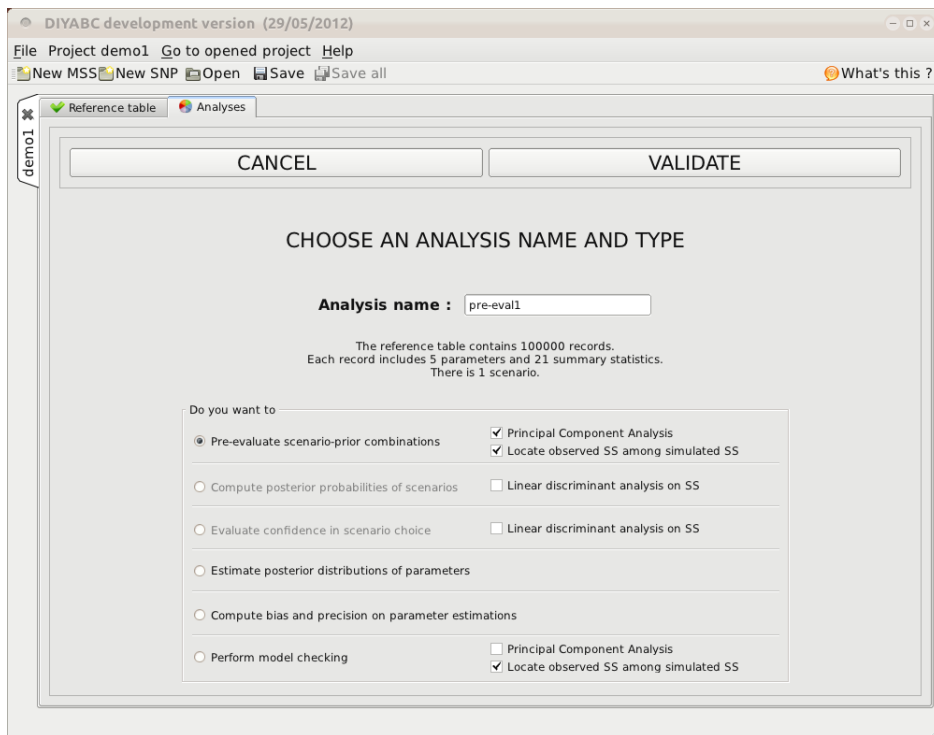 DIYABC development version (29/05/2012)
File Project demo1 Go to opened project Help
New MSS New SNP Open Save Save all What's this ?
demo1
Reference table Analyses
CANCEL VALIDATE
CHOOSE AN ANALYSIS NAME AND TYPE
Analysis name : pre-eval1
The reference table contains 100000 records.
Each record includes 5 parameters and 21 summary statistics.
There is 1 scenario.
Do you want to
Pre-evaluate scenario-prior combinations
Principal Component Analysis
Locate observed SS among simulated SS
Compute posterior probabilities of scenarios Linear discriminant analysis on SS
Evaluate confidence in scenario choice Linear discriminant analysis on SS
Estimate posterior distributions of parameters
Compute bias and precision on parameter estimations
Perform model checking
Principal Component Analysis
Locate observed SS among simulated SS